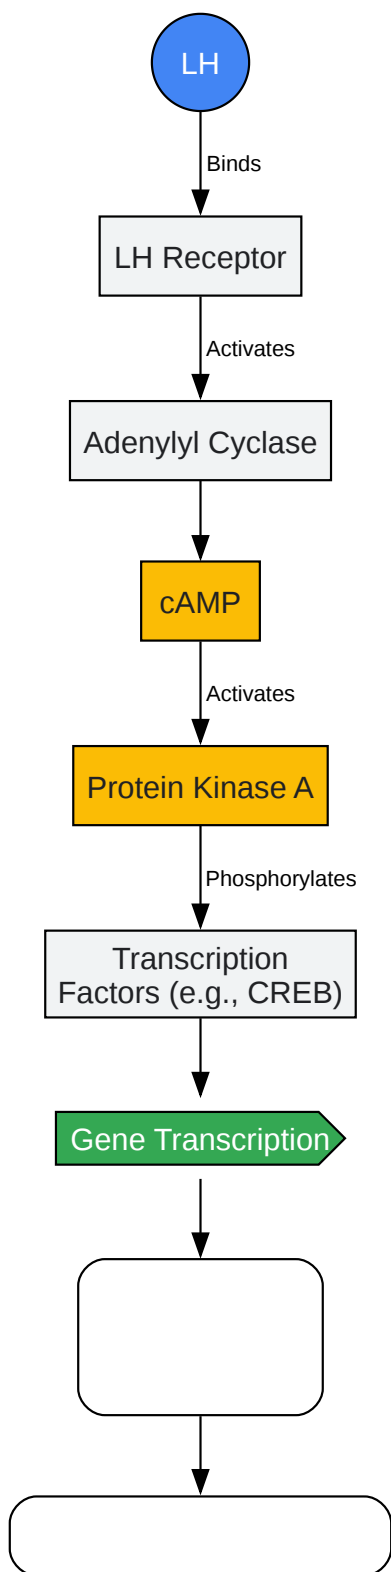 LH
Binds
LH Receptor
Activates
Adenylyl Cyclase
cAMP
Activates
Protein Kinase A
Phosphorylates
Transcription
Factors (e.g., CREB)
Gene Transcription